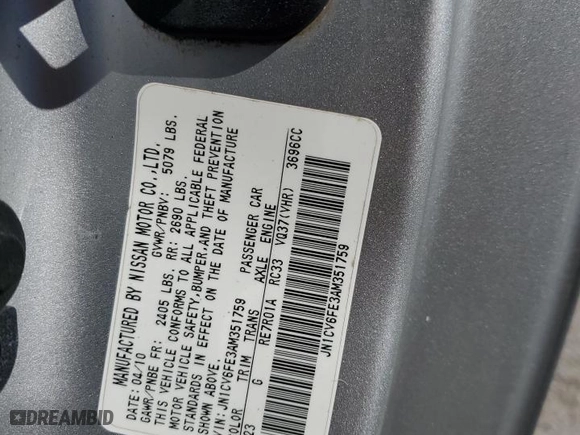 MANUFACTURED BY NISSAN MOTOR CO.,LTD.
DATE: 04/10 GVWR/PNBV: 5079 LBS.
GAWR/PNBE FR: 2405 LBS. RR: 2690 LBS.
THIS VEHICLE CONFORMS TO ALL APPLICABLE FEDERAL
MOTOR VEHICLE SAFETY,BUMPER,AND THEFT PREVENTION
STANDARDS IN EFFECT ON THE DATE OF MANUFACTURE
SHOWN ABOVE.
VIN: JN1CV6FE3AM351759 PASSENGER CAR
COLOR TRIM TRANS AXLE ENGINE
23 G RE7R01A RC33 VQ37(VHR) 3696CC
JN1CV6FE3AM351759
© BIDHISTORY